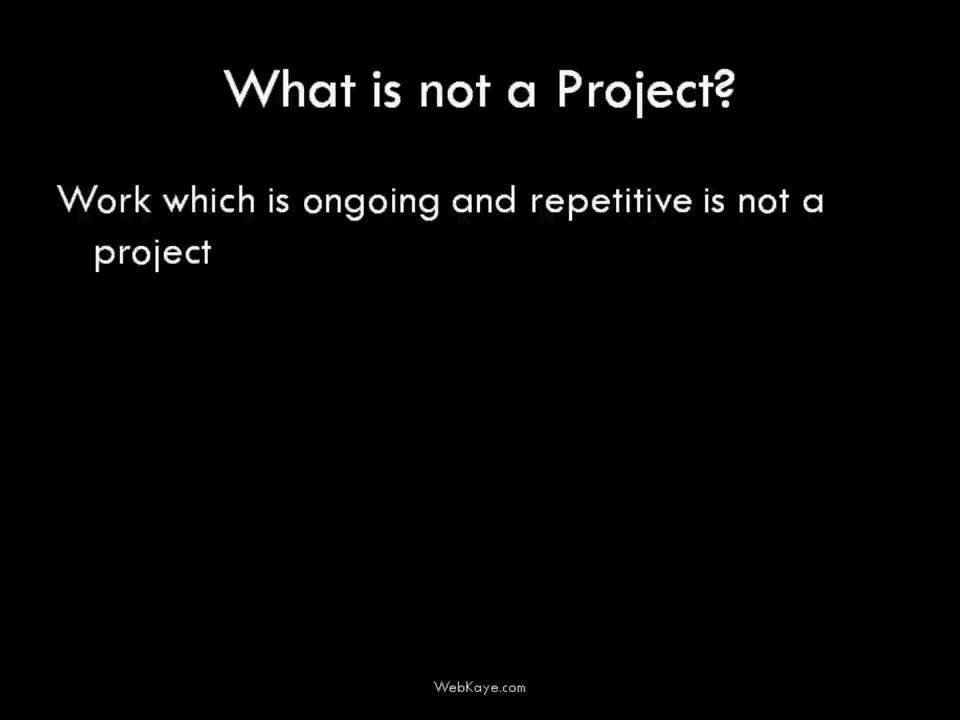 What is not a Project?
Work which is ongoing and repetitive is not a
project
WebKaye.com